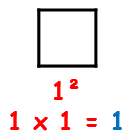 1²
1 x 1 = 1